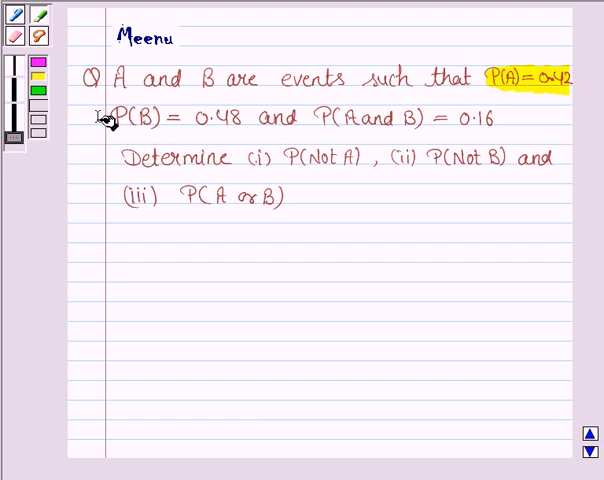 Meenu
Q A and B are events such that P(A) = 0.42
P(B) = 0.48 and P(A and B) = 0.16
Determine (i) P(Not A), (ii) P(Not B) and
(iii) P(A or B)